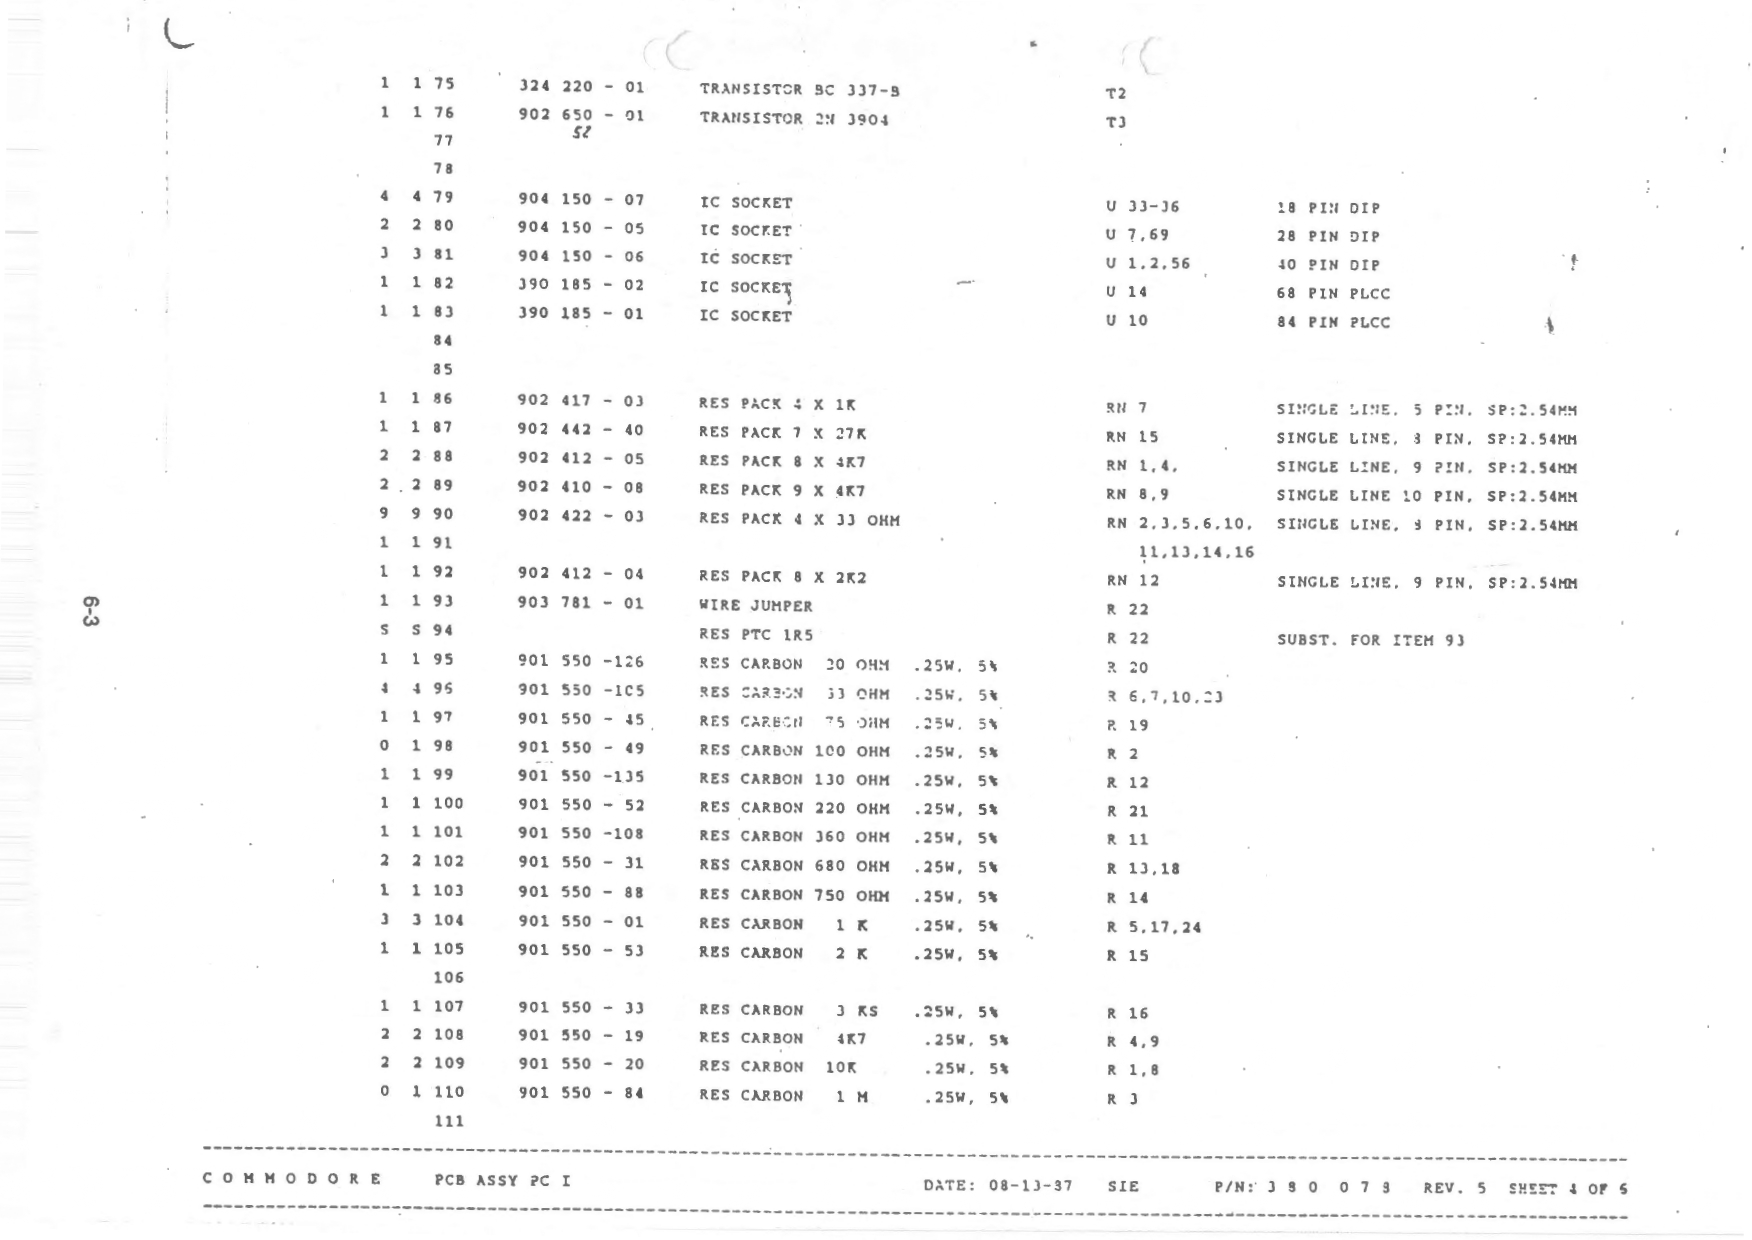 1 1 75 324 220 - 01 TRANSISTOR BC 337-B T2
1 1 76 902 650 - 01 TRANSISTOR 2N 3904 T3
52
77
78
4 4 79 904 150 - 07 IC SOCKET U 33-36 18 PIN DIP
2 2 80 904 150 - 05 IC SOCKET U 7,69 28 PIN DIP
3 3 81 904 150 - 06 IC SOCKET U 1,2,56 40 PIN DIP
1 1 82 390 185 - 02 IC SOCKET U 14 68 PIN PLCC
1 1 83 390 185 - 01 IC SOCKET U 10 84 PIN PLCC
84
85
1 1 86 902 417 - 03 RES PACK 4 X 1K RN 7 SINGLE LINE, 5 PIN, SP:2.54MM
1 1 87 902 442 - 40 RES PACK 7 X 27K RN 15 SINGLE LINE, 8 PIN, SP:2.54MM
2 2 88 902 412 - 05 RES PACK 8 X 4K7 RN 1,4, SINGLE LINE, 9 PIN, SP:2.54MM
2 2 89 902 410 - 08 RES PACK 9 X 4K7 RN 8,9 SINGLE LINE 10 PIN, SP:2.54MM
9 9 90 902 422 - 03 RES PACK 4 X 33 OHM RN 2,3,5,6,10, SINGLE LINE, 8 PIN, SP:2.54MM
1 1 91 11,13,14,16
1 1 92 902 412 - 04 RES PACK 8 X 2K2 RN 12 SINGLE LINE, 9 PIN, SP:2.54MM
1 1 93 903 781 - 01 WIRE JUMPER R 22
S S 94 RES PTC 1R5 R 22 SUBST. FOR ITEM 93
1 1 95 901 550 -126 RES CARBON 20 OHM .25W, 5% R 20
4 4 96 901 550 -105 RES CARBON 33 OHM .25W, 5% R 6,7,10,23
1 1 97 901 550 - 45 RES CARBON 75 OHM .25W, 5% R 19
0 1 98 901 550 - 49 RES CARBON 100 OHM .25W, 5% R 2
1 1 99 901 550 -135 RES CARBON 130 OHM .25W, 5% R 12
1 1 100 901 550 - 52 RES CARBON 220 OHM .25W, 5% R 21
1 1 101 901 550 -108 RES CARBON 360 OHM .25W, 5% R 11
2 2 102 901 550 - 31 RES CARBON 680 OHM .25W, 5% R 13,18
1 1 103 901 550 - 88 RES CARBON 750 OHM .25W, 5% R 14
3 3 104 901 550 - 01 RES CARBON 1 K .25W, 5% R 5,17,24
1 1 105 901 550 - 53 RES CARBON 2 K .25W, 5% R 15
106
1 1 107 901 550 - 33 RES CARBON 3 KS .25W, 5% R 16
2 2 108 901 550 - 19 RES CARBON 4K7 .25W, 5% R 4,9
2 2 109 901 550 - 20 RES CARBON 10K .25W, 5% R 1,8
0 1 110 901 550 - 84 RES CARBON 1 M .25W, 5% R 3
111
COMMODORE PCB ASSY PC I DATE: 08-13-87 SIE P/N: 380 078 REV. 5 SHEET 4 OF 6
6-3